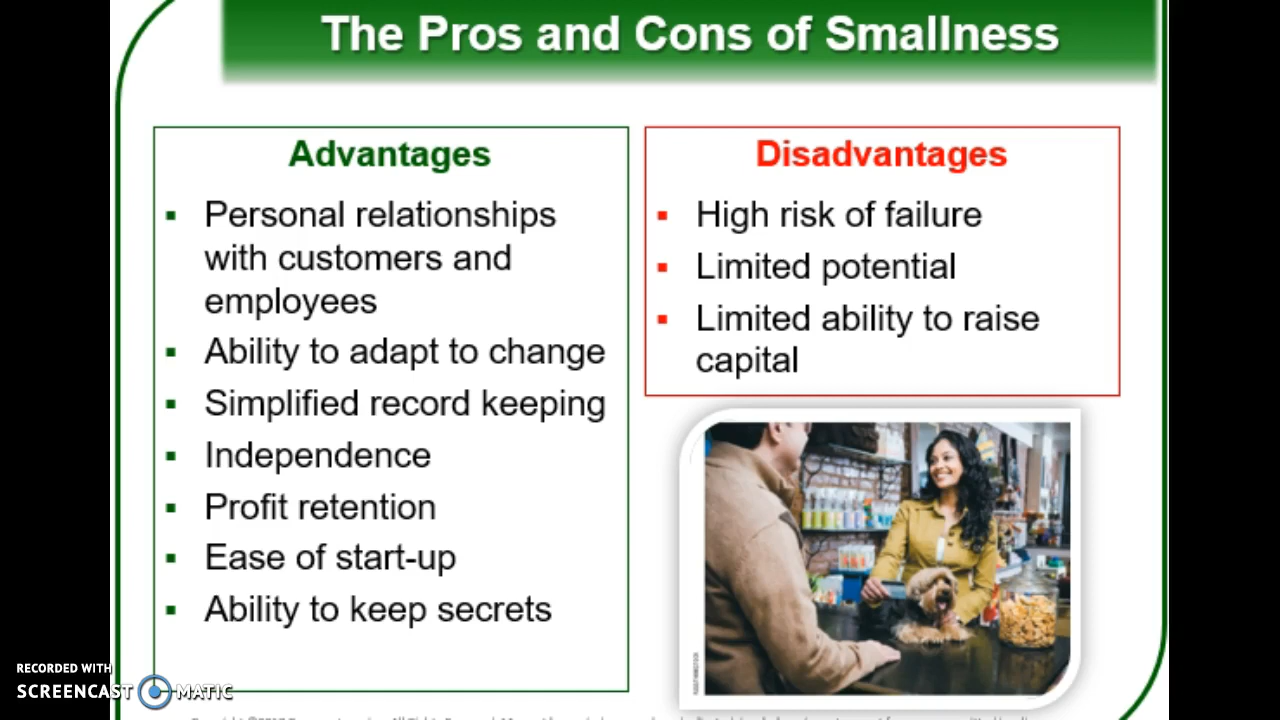 The Pros and Cons of Smallness
Advantages
▪ Personal relationships
with customers and
employees
▪ Ability to adapt to change
▪ Simplified record keeping
▪ Independence
▪ Profit retention
▪ Ease of start-up
▪ Ability to keep secrets
Disadvantages
▪ High risk of failure
▪ Limited potential
▪ Limited ability to raise
capital
RECORDED WITH
SCREENCAST MATIC